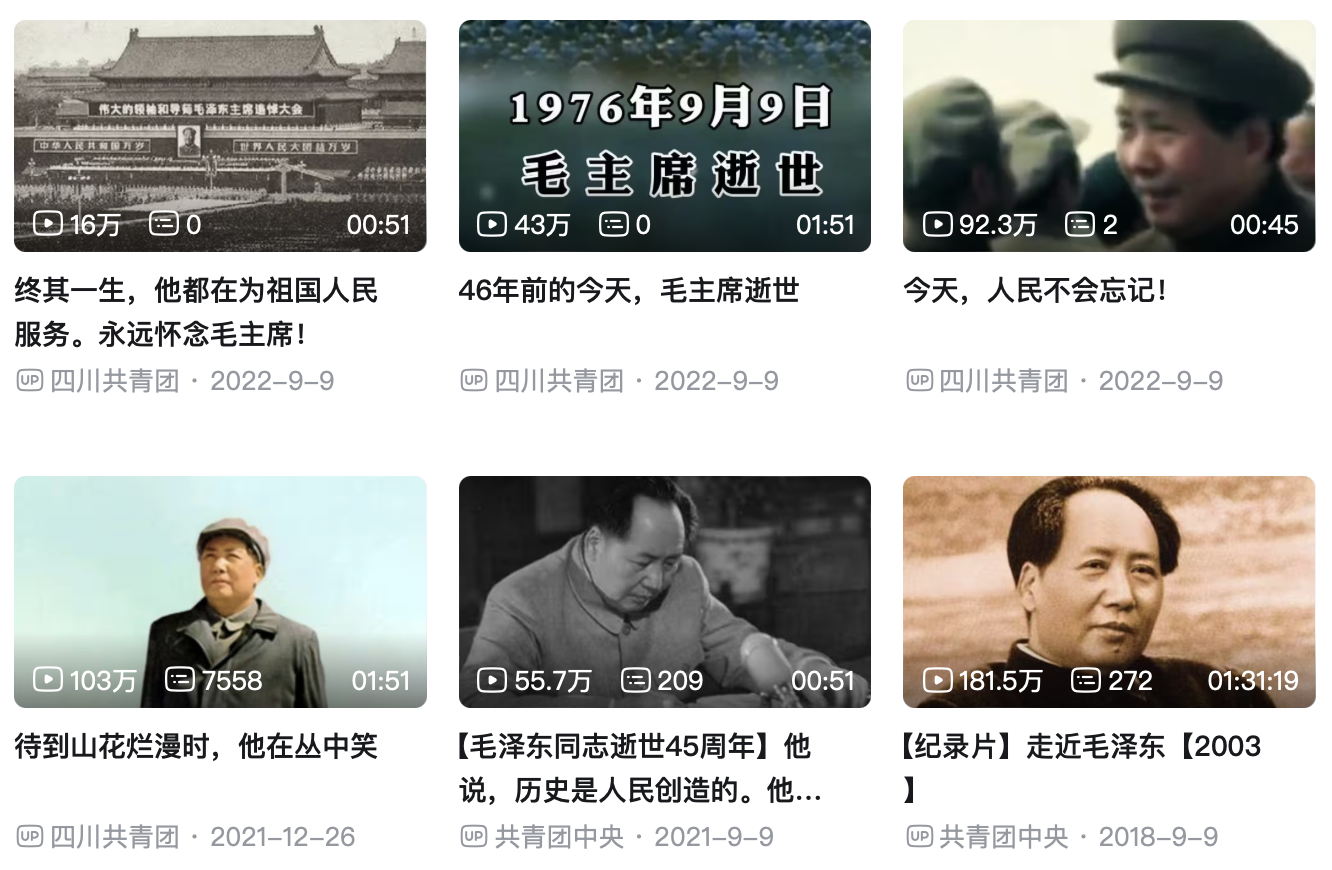 伟大的领袖和导师毛泽东主席追悼大会
中华人民共和国万岁
世界人民大团结万岁
16万
0
00:51
1976年9月9日
毛主席逝世
43万
0
01:51
92.3万
2
00:45
终其一生，他都在为祖国人民
服务。永远怀念毛主席！
UP 四川共青团 · 2022-9-9
46年前的今天，毛主席逝世
UP 四川共青团 · 2022-9-9
今天，人民不会忘记！
UP 四川共青团 · 2022-9-9
103万
7558
01:51
55.7万
209
00:51
181.5万
272
01:31:19
待到山花烂漫时，他在丛中笑
UP 四川共青团 · 2021-12-26
【毛泽东同志逝世45周年】他
说，历史是人民创造的。他...
UP 共青团中央 · 2021-9-9
【纪录片】走近毛泽东【2003
】
UP 共青团中央 · 2018-9-9